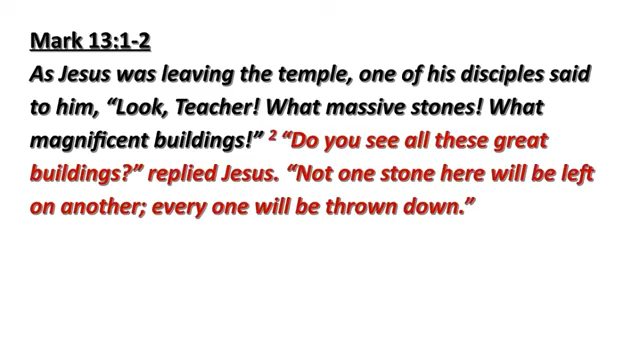 Mark 13:1-2
As Jesus was leaving the temple, one of his disciples said
to him, “Look, Teacher! What massive stones! What
magnificent buildings!” 2 “Do you see all these great
buildings?” replied Jesus. “Not one stone here will be left
on another; every one will be thrown down.”